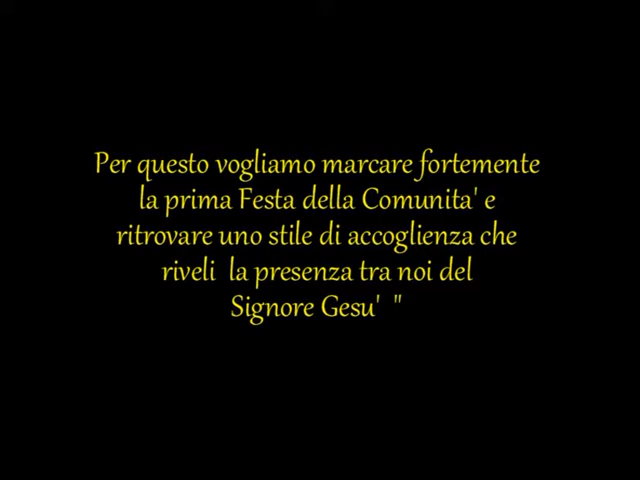 Per questo vogliamo marcare fortemente
la prima Festa della Comunita' e
ritrovare uno stile di accoglienza che
riveli  la presenza tra noi del
Signore Gesu'  "